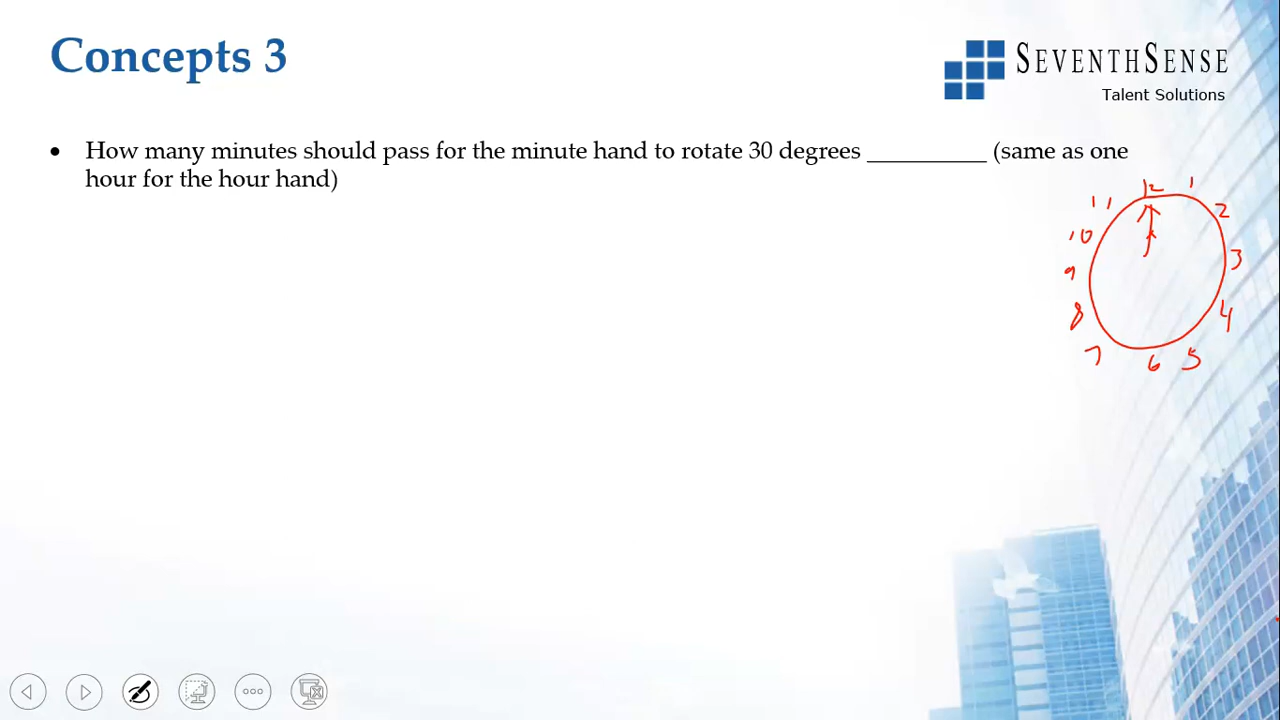 Concepts 3
SEVENTHSENSE
Talent Solutions
• How many minutes should pass for the minute hand to rotate 30 degrees __________ (same as one
hour for the hour hand)
12 1
11 2
10
9 3
8 4
7 6 5